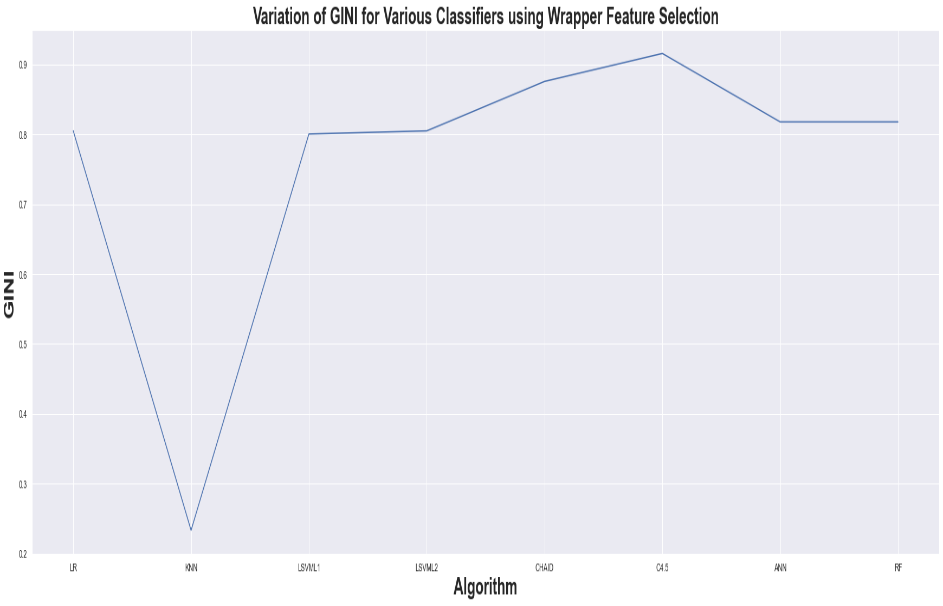 Variation of GINI for Various Classifiers using Wrapper Feature Selection
GINI
0.9
0.8
0.7
0.6
0.5
0.4
0.3
0.2
LR KNN LSVML1 LSVML2 CHAID C4.5 ANN RF
Algorithm